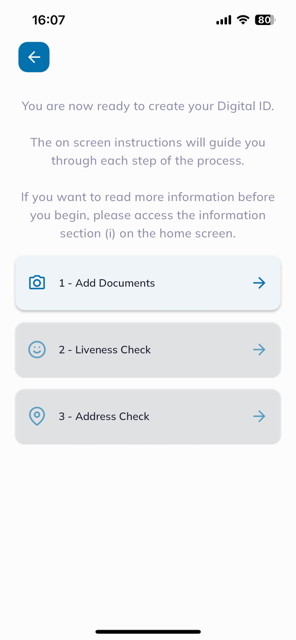 16:07
80
You are now ready to create your Digital ID.
The on screen instructions will guide you
through each step of the process.
If you want to read more information before
you begin, please access the information
section (i) on the home screen.
1 - Add Documents
2 - Liveness Check
3 - Address Check